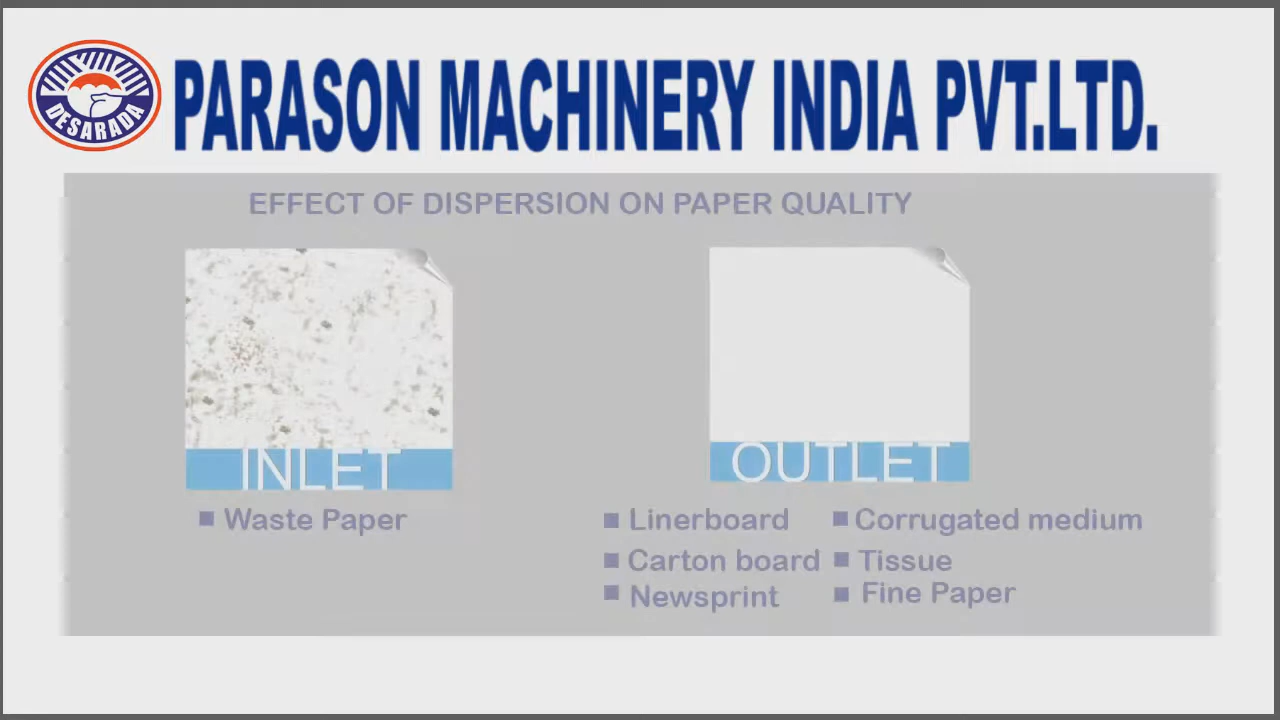 DESARADA
PARASON MACHINERY INDIA PVT.LTD.
EFFECT OF DISPERSION ON PAPER QUALITY
INLET
OUTLET
Waste Paper
Linerboard
Corrugated medium
Carton board
Tissue
Newsprint
Fine Paper